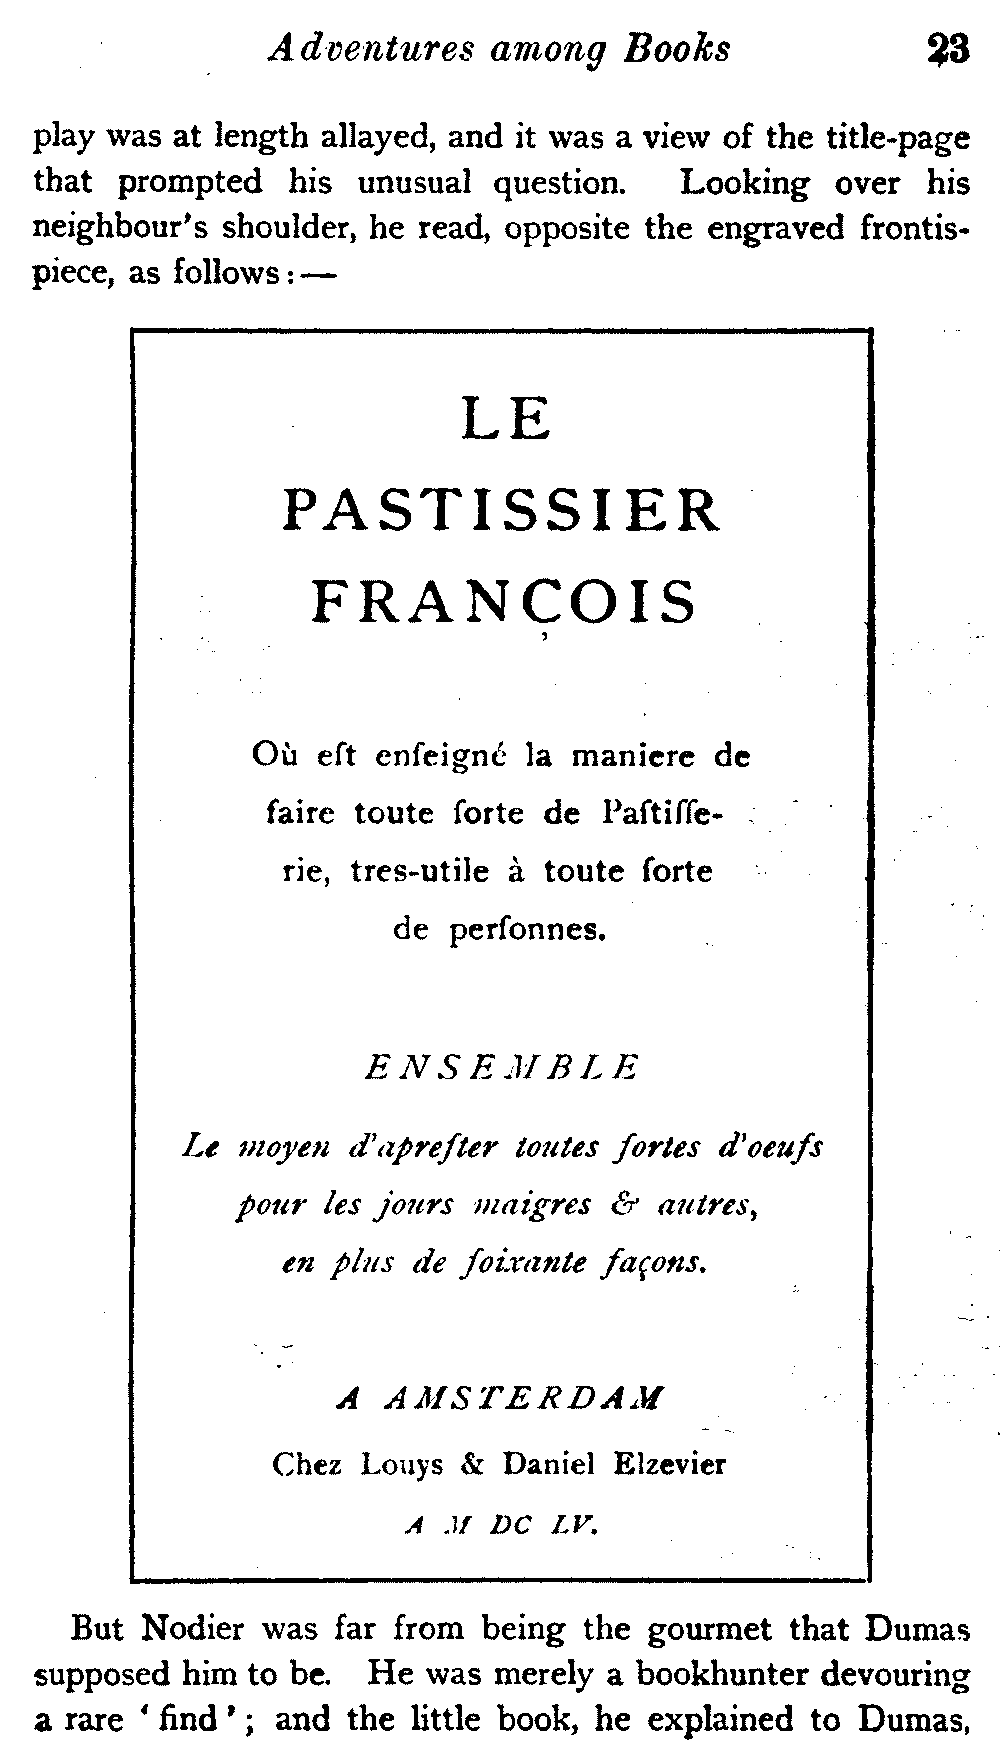 Adventures among Books 23
play was at length allayed, and it was a view of the title-page
that prompted his unusual question. Looking over his
neighbour's shoulder, he read, opposite the engraved frontis-
piece, as follows:—
LE
PASTISSIER
FRANÇOIS
Où eſt enſeigné la maniere de
faire toute ſorte de Paſtiſſe-
rie, tres-utile à toute ſorte
de perſonnes.
ENSEMBLE
Le moyen d'apreſter toutes ſortes d'oeufs
pour les jours maigres & autres,
en plus de ſoixante façons.
A AMSTERDAM
Chez Louys & Daniel Elzevier
A M DC LV.
But Nodier was far from being the gourmet that Dumas
supposed him to be. He was merely a bookhunter devouring
a rare ‘find’; and the little book, he explained to Dumas,